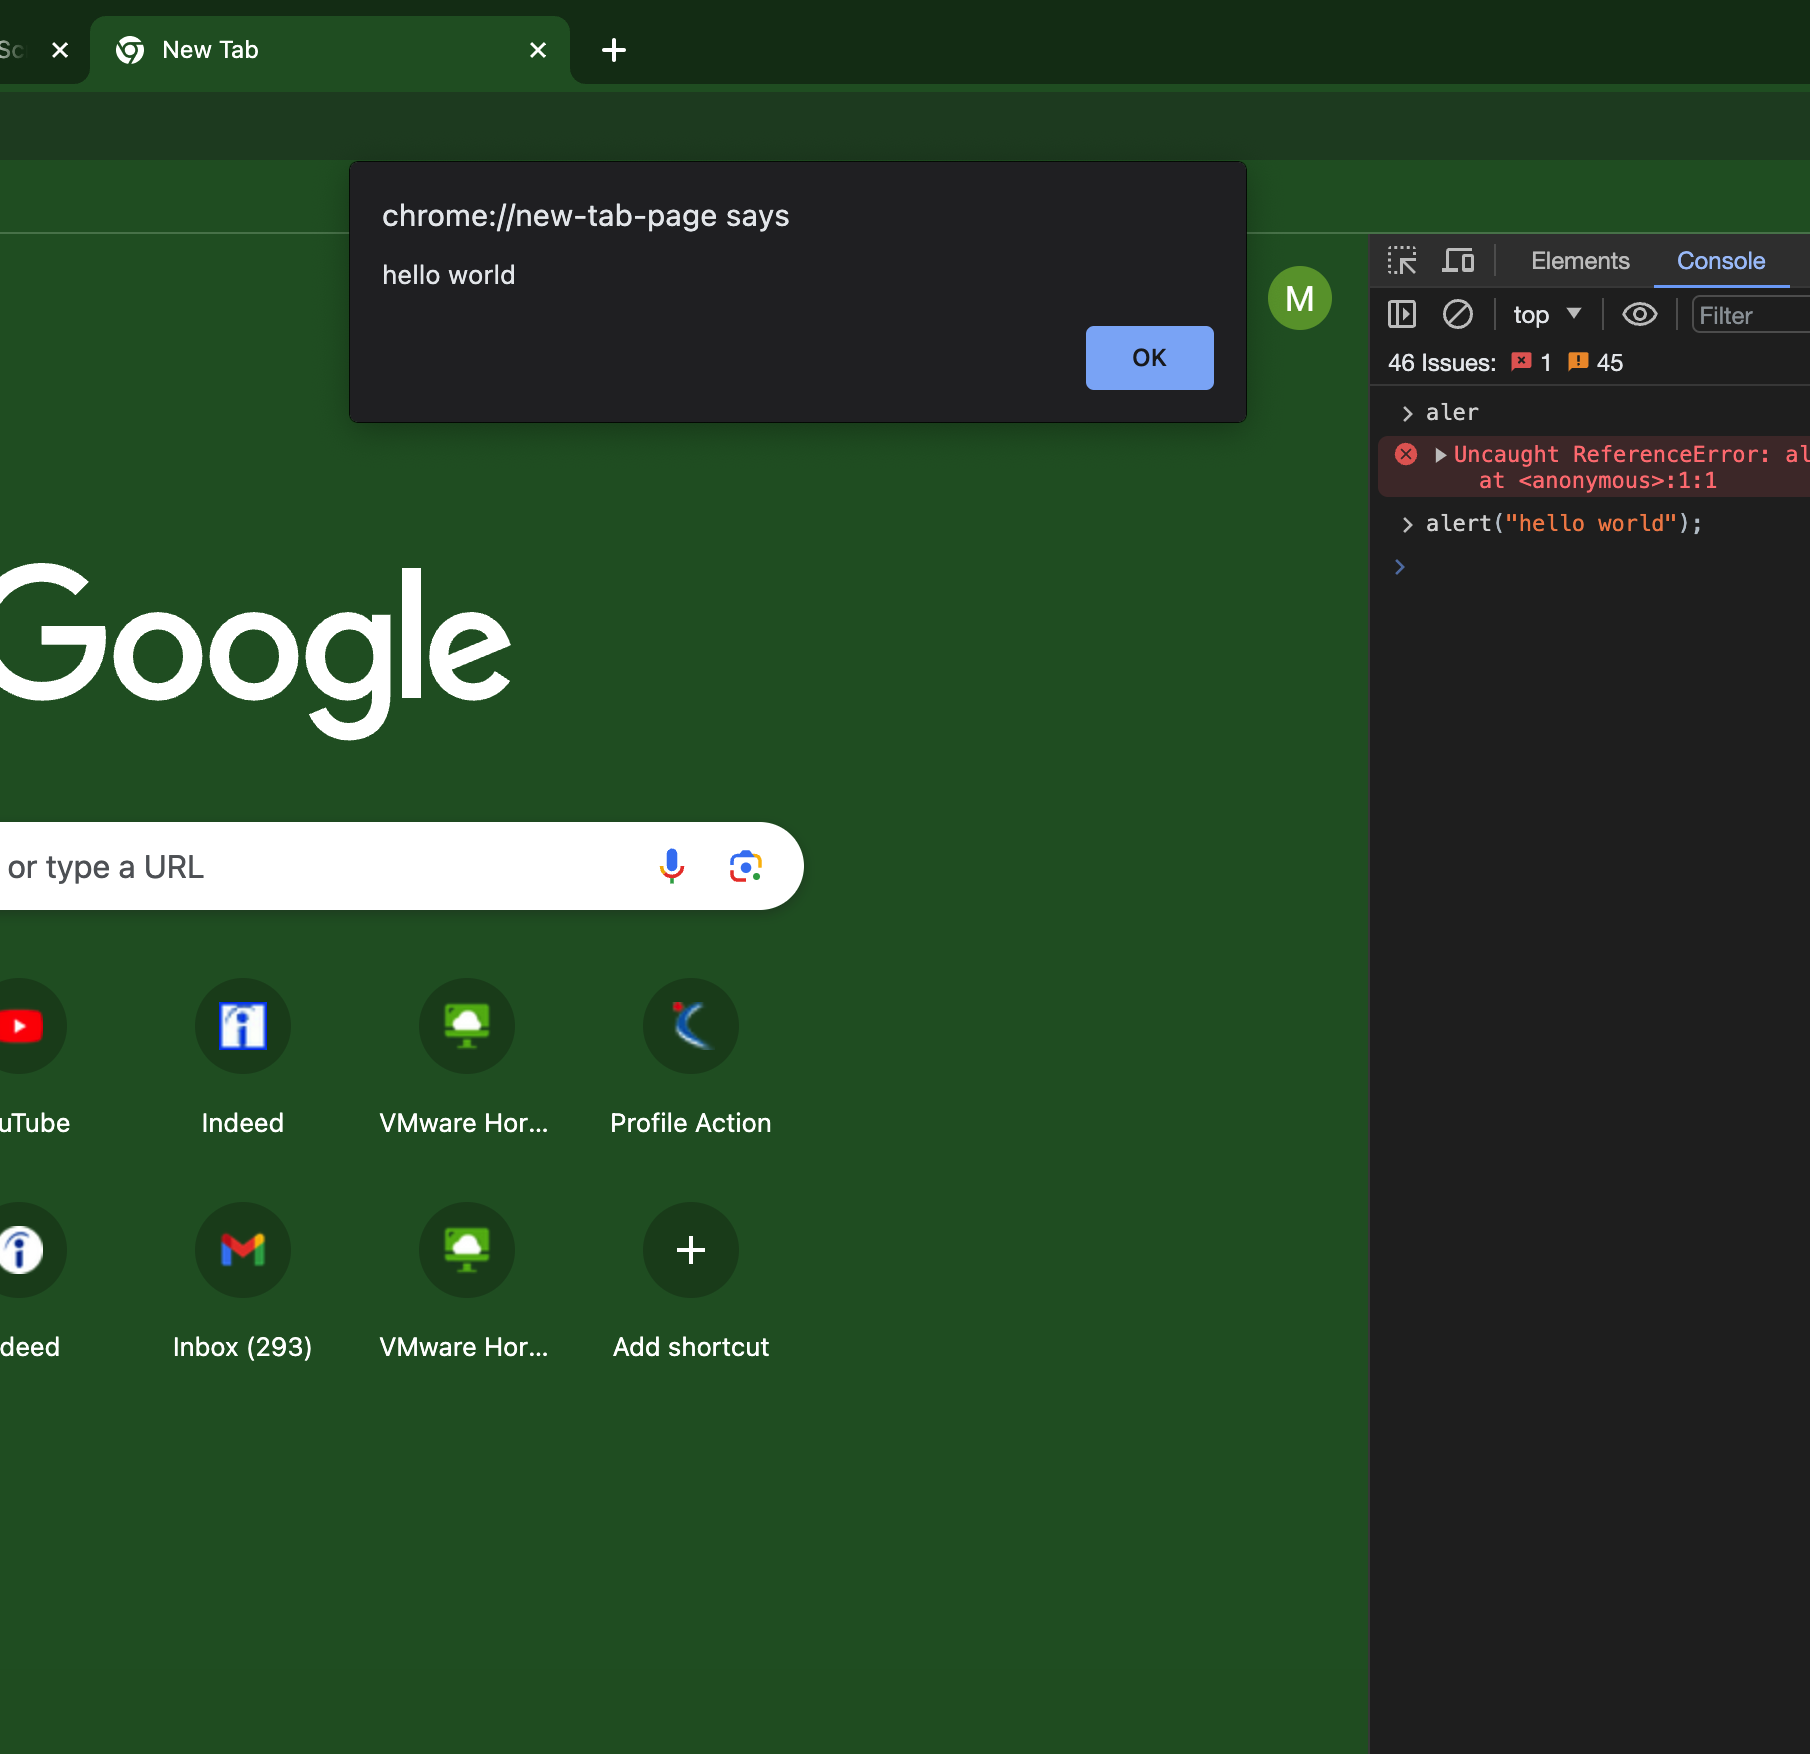 Sc
New Tab
chrome://new-tab-page says
hello world
OK
M
Elements Console
top Filter
46 Issues: 1 45
aler
Uncaught ReferenceError: al
at <anonymous>:1:1
alert("hello world");
Google
or type a URL
uTube Indeed VMware Hor... Profile Action
deed Inbox (293) VMware Hor... Add shortcut